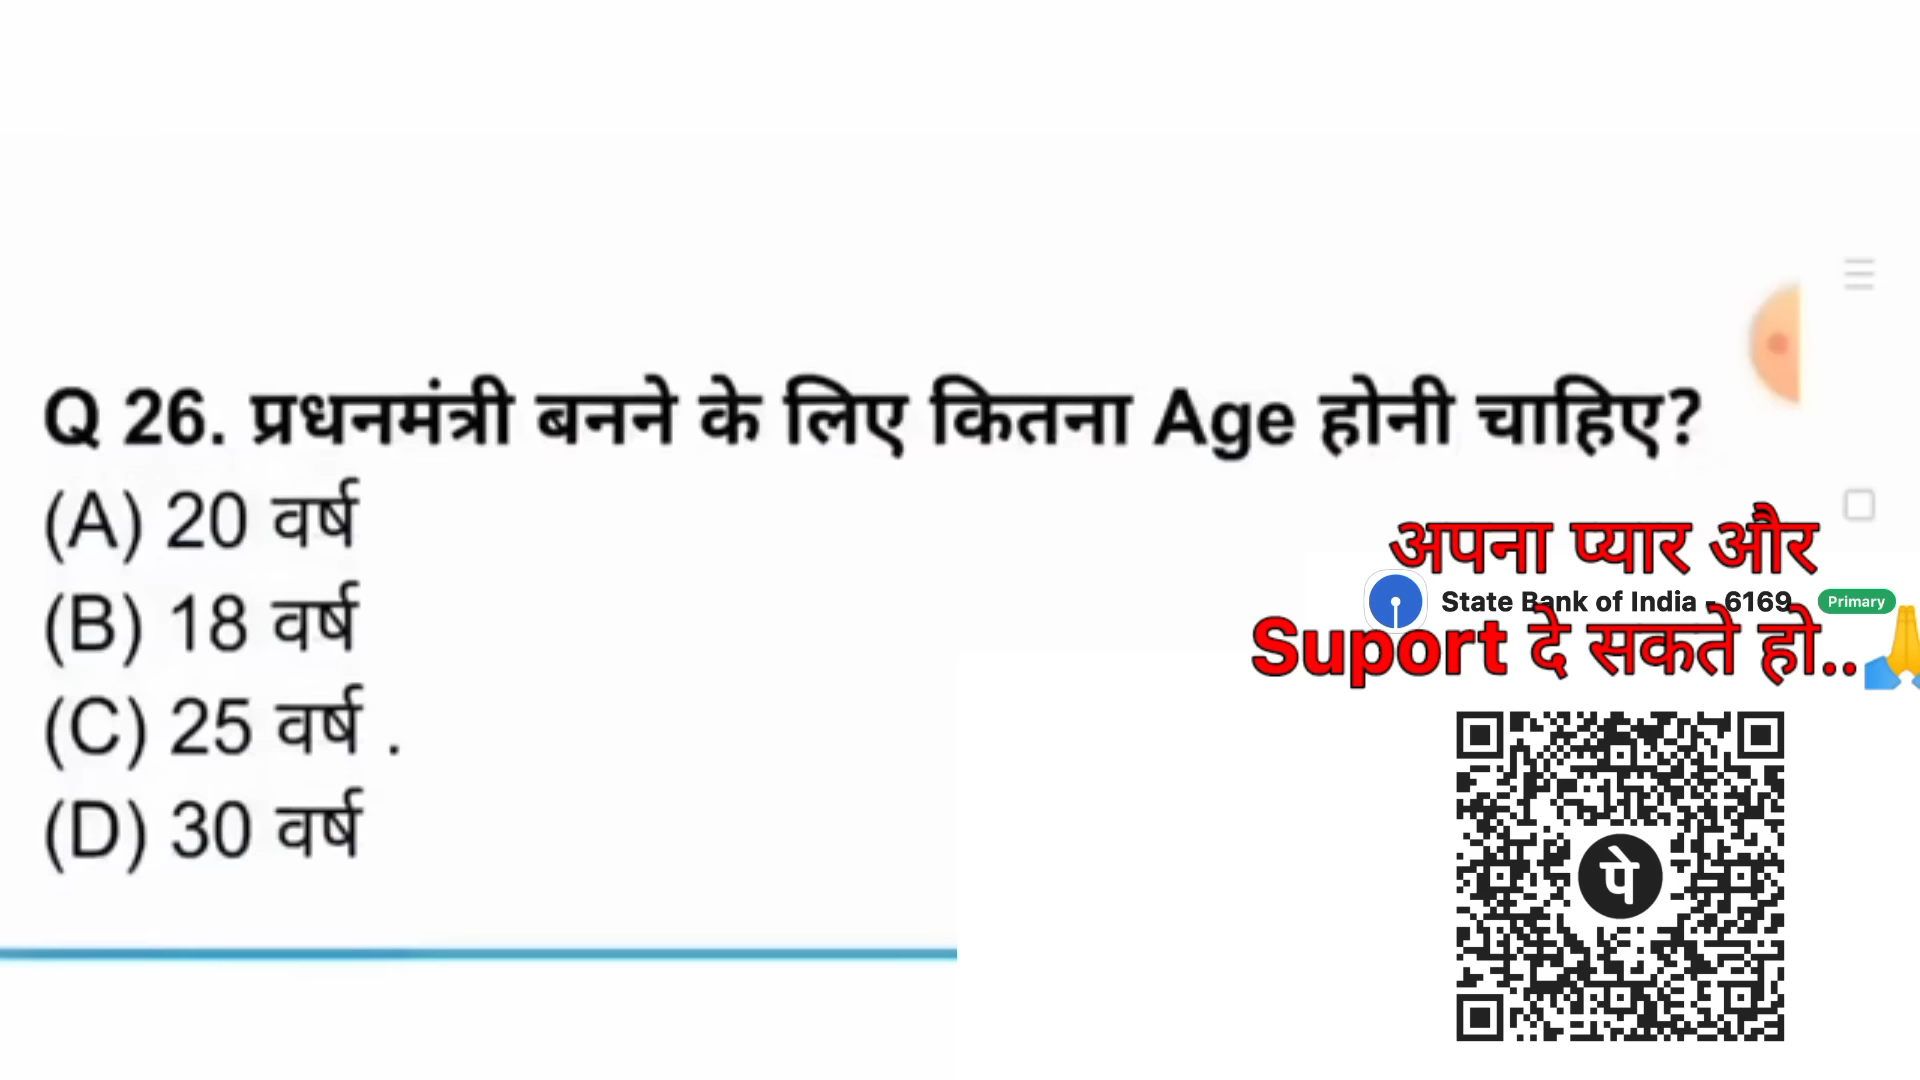 Q 26. प्रधनमंत्री बनने के लिए कितना Age होनी चाहिए?
(A) 20 वर्ष
(B) 18 वर्ष
(C) 25 वर्ष .
(D) 30 वर्ष
अपना प्यार और
State Bank of India - 6169 Primary
Suport दे सकते हो..🙏
पे